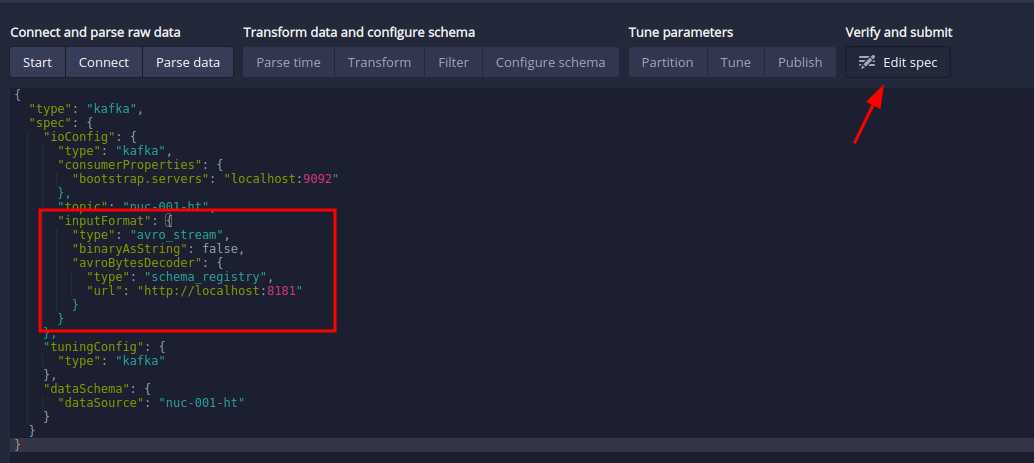 Connect and parse raw data Transform data and configure schema Tune parameters Verify and submit
Start Connect Parse data Parse time Transform Filter Configure schema Partition Tune Publish Edit spec
{
"type": "kafka",
"spec": {
"ioConfig": {
"type": "kafka",
"consumerProperties": {
"bootstrap.servers": "localhost:9092"
},
"topic": "nuc-001-ht",
"inputFormat": {
"type": "avro_stream",
"binaryAsString": false,
"avroBytesDecoder": {
"type": "schema_registry",
"url": "http://localhost:8181"
}
}
},
"tuningConfig": {
"type": "kafka"
},
"dataSchema": {
"dataSource": "nuc-001-ht"
}
}
}